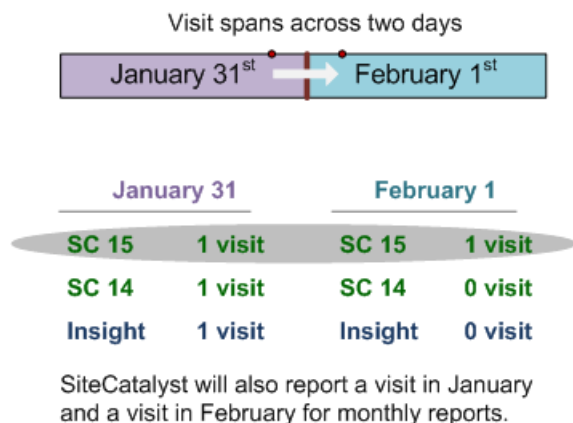 Visit spans across two days
January 31st February 1st
January 31 February 1
SC 15 1 visit SC 15 1 visit
SC 14 1 visit SC 14 0 visit
Insight 1 visit Insight 0 visit
SiteCatalyst will also report a visit in January
and a visit in February for monthly reports.